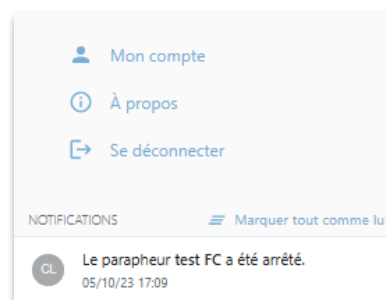 Mon compte
À propos
Se déconnecter
NOTIFICATIONS Marquer tout comme lu
CL Le parapheur test FC a été arrêté.
05/10/23 17:09